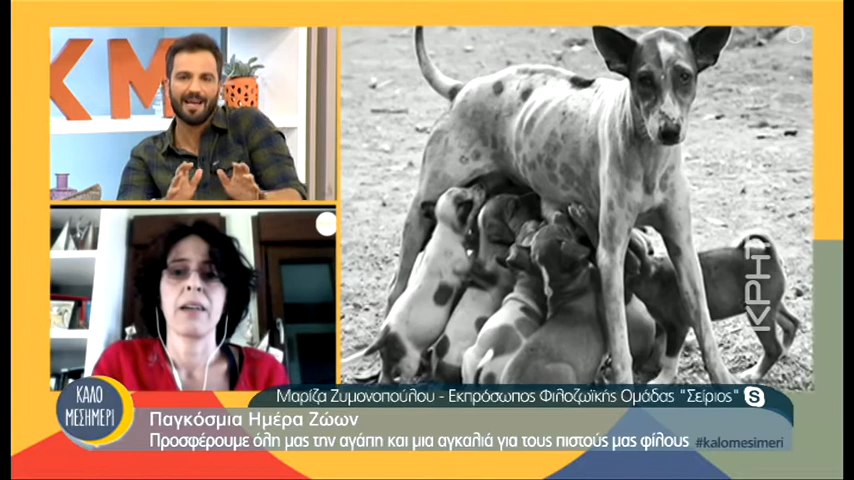 ΚΜ
ΚΡΗΤΗ
Μαρίζα Ζυμονοπούλου - Εκπρόσωπος Φιλοζωϊκής Ομάδας "Σείριος"
ΚΑΛΟ
ΜΕΣΗΜΕΡΙ
Παγκόσμια Ημέρα Ζώων
Προσφέρουμε όλη μας την αγάπη και μια αγκαλιά για τους πιστούς μας φίλους #kalomesimeri